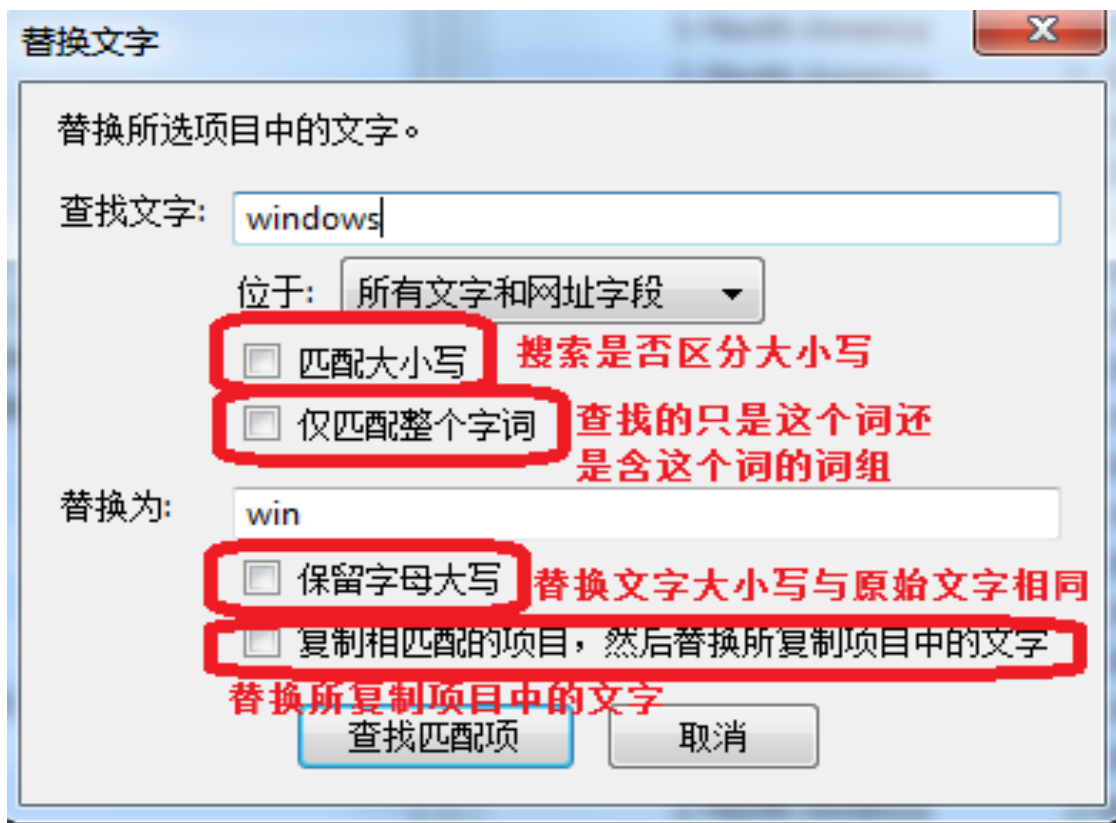 替换文字
替换所选项目中的文字。
查找文字: windows
位于: 所有文字和网址字段
匹配大小写 搜索是否区分大小写
仅匹配整个字词 查找的只是这个词还
是含这个词的词组
替换为: win
保留字母大写 替换文字大小写与原始文字相同
复制相匹配的项目，然后替换所复制项目中的文字
替换所复制项目中的文字
查找匹配项 取消